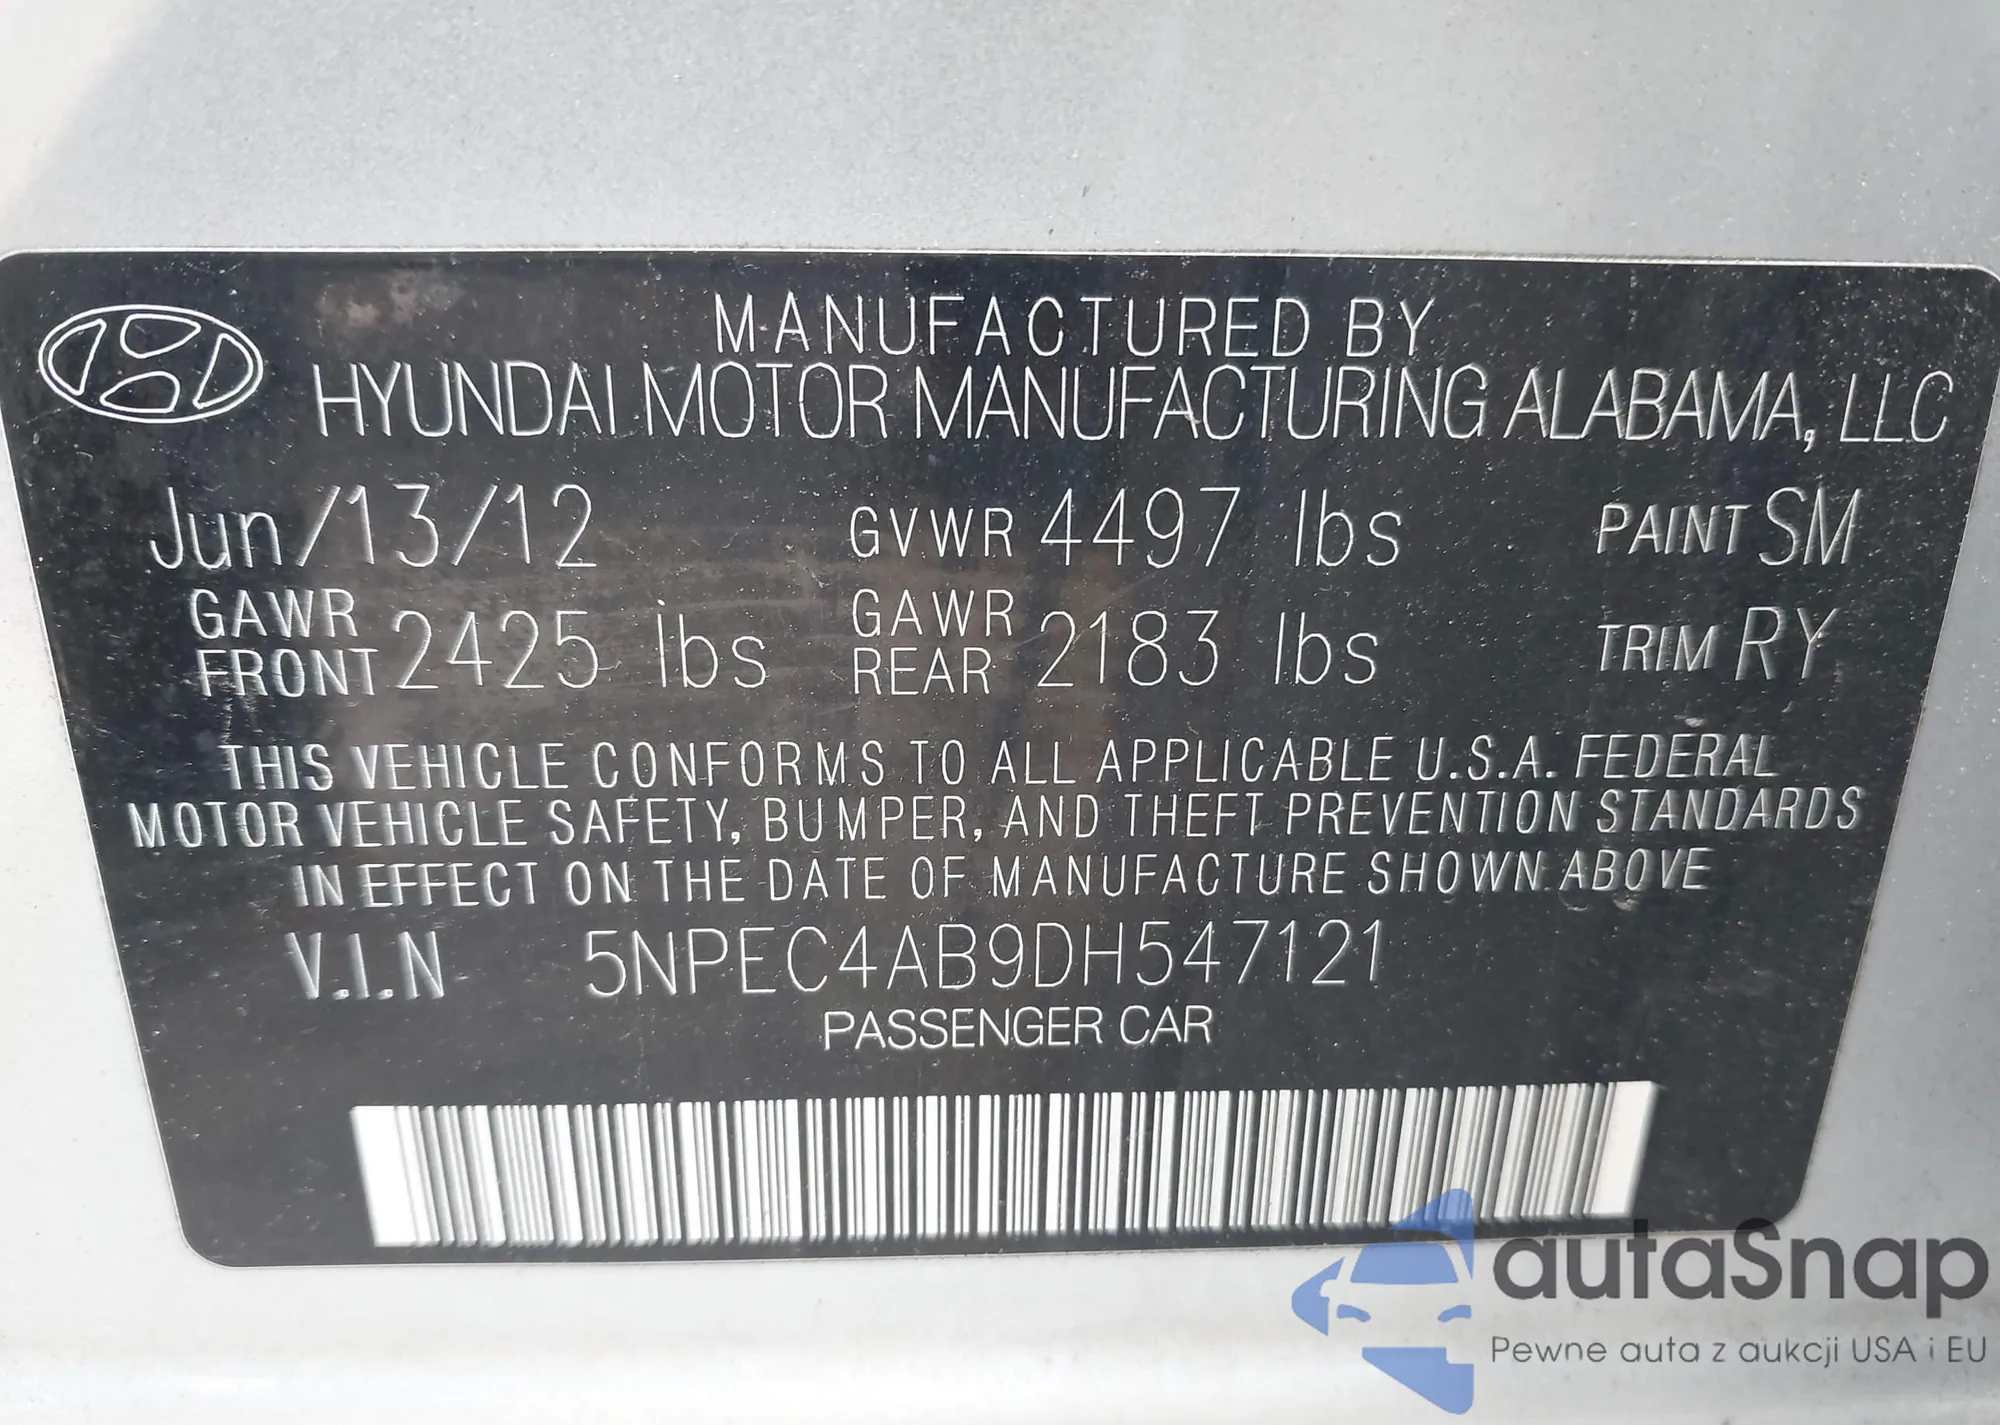 MANUFACTURED BY
HYUNDAI MOTOR MANUFACTURING ALABAMA, LLC
Jun/13/12 GVWR 4497 lbs PAINT SM
GAWR FRONT 2425 lbs GAWR REAR 2183 lbs TRIM RY
THIS VEHICLE CONFORMS TO ALL APPLICABLE U.S.A. FEDERAL
MOTOR VEHICLE SAFETY, BUMPER, AND THEFT PREVENTION STANDARDS
IN EFFECT ON THE DATE OF MANUFACTURE SHOWN ABOVE
V.I.N 5NPEC4AB9DH547121
PASSENGER CAR
autaSnap
Pewne auta z aukcji USA i EU